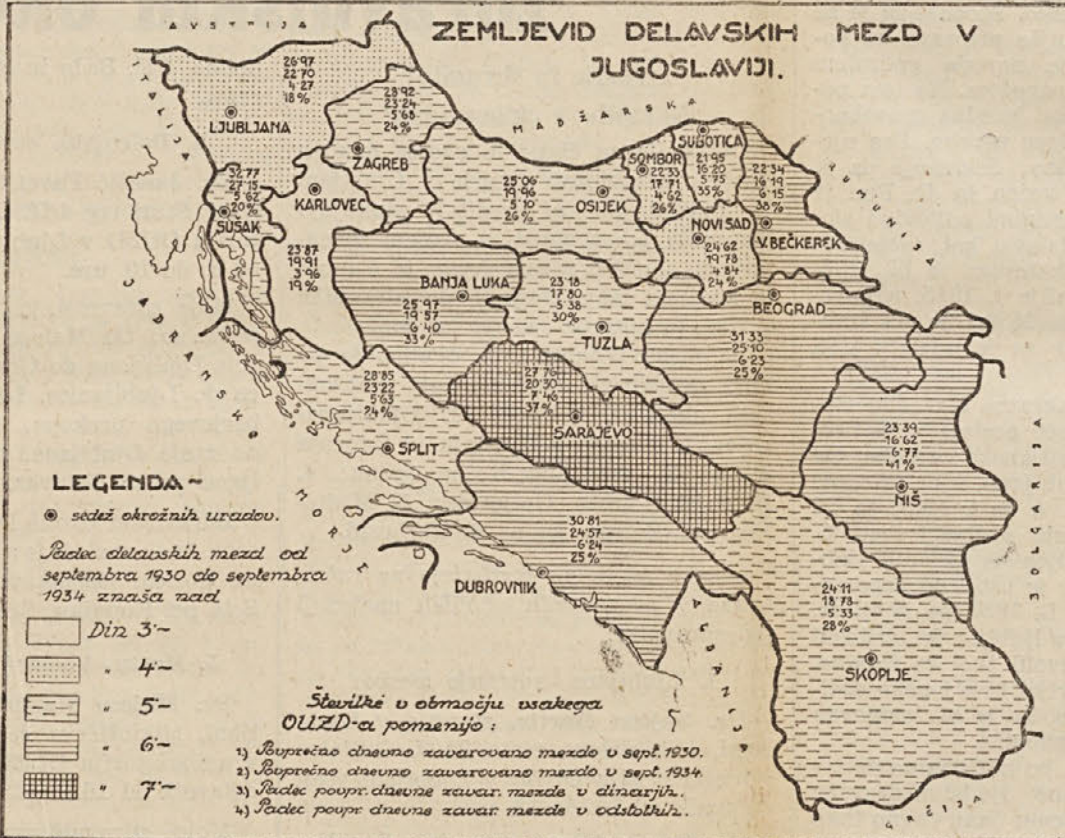 ZEMLJEVID DELAVSKIH MEZD V
JUGOSLAVIJI.
AVSTRIJA
ITALIJA
MADŽARSKA
RUMUNIJA
BOLGARIJA
GRČIJA
ALBANIJA
JADRANSKO MORJE
26·97
22·70
4·27
18%
LJUBLJANA
28·92
23·24
5·68
24%
ZAGREB
32·77
27·15
5·62
20%
SUŠAK
KARLOVEC
23·87
19·91
3·96
19%
25·06
19·96
5·10
26%
OSIJEK
SOMBOR
22·33
17·71
4·62
26%
SUBOTICA
21·95
16·20
5·75
35%
22·34
16·19
6·15
38%
V. BEČKEREK
NOVI SAD
24·62
19·78
4·84
24%
BANJA LUKA
25·97
19·57
6·40
33%
23·18
17·80
5·38
30%
TUZLA
BEOGRAD
31·33
25·10
6·23
25%
28·85
23·22
5·63
24%
SPLIT
27·76
20·30
7·46
37%
SARAJEVO
23·39
16·62
6·77
41%
NIŠ
30·81
24·57
6·24
25%
DUBROVNIK
24·11
18·78
5·33
28%
SKOPLJE
LEGENDA~
sedež okrožnih uradov.
Padec delavskih mezd od
septembra 1930 do septembra
1934 znaša nad
Din 3·~
" 4·~
" 5·~
" 6·~
" 7·~
Številke v območju vsakega
OUZD-a pomenijo:
1) Povprečno dnevno zavarovano mezdo v sept. 1930.
2) Povprečno dnevno zavarovano mezdo v sept. 1934.
3) Padec povpr. dnevne zavar. mezde v dinarjih.
4) Padec povpr. dnevne zavar. mezde v odstotkih.